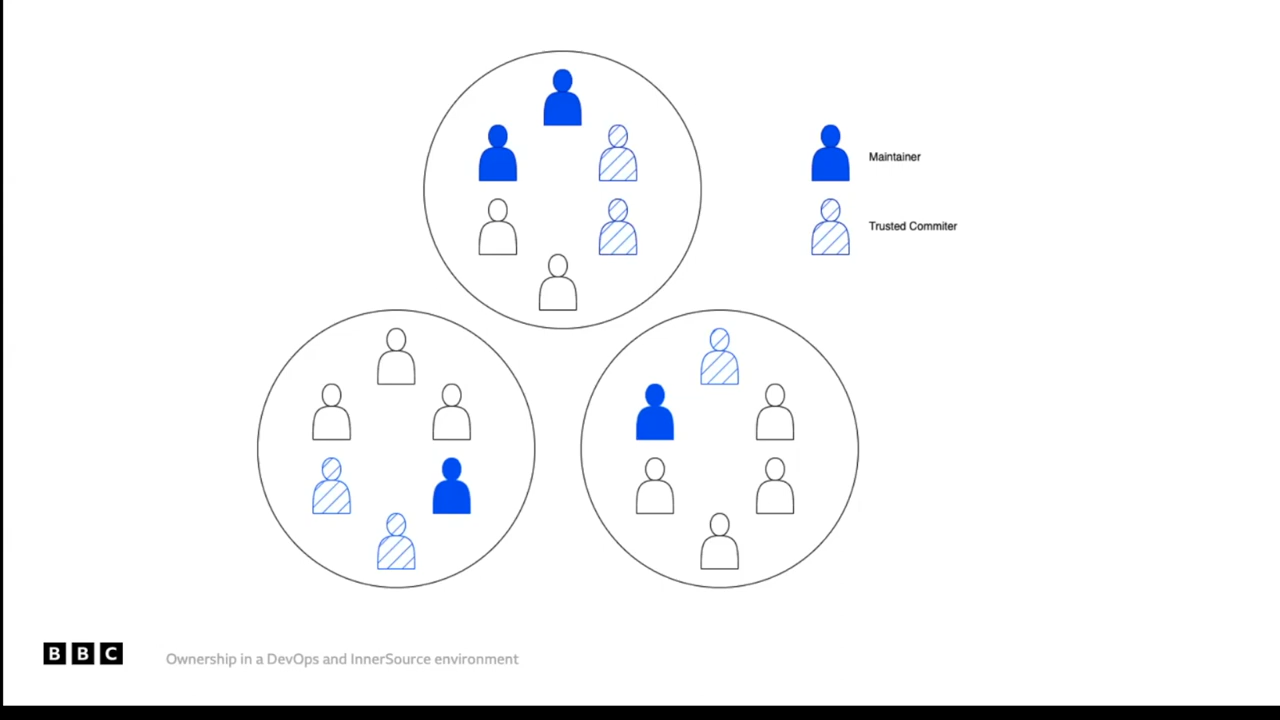 Maintainer
Trusted Commiter
BBC
Ownership in a DevOps and InnerSource environment